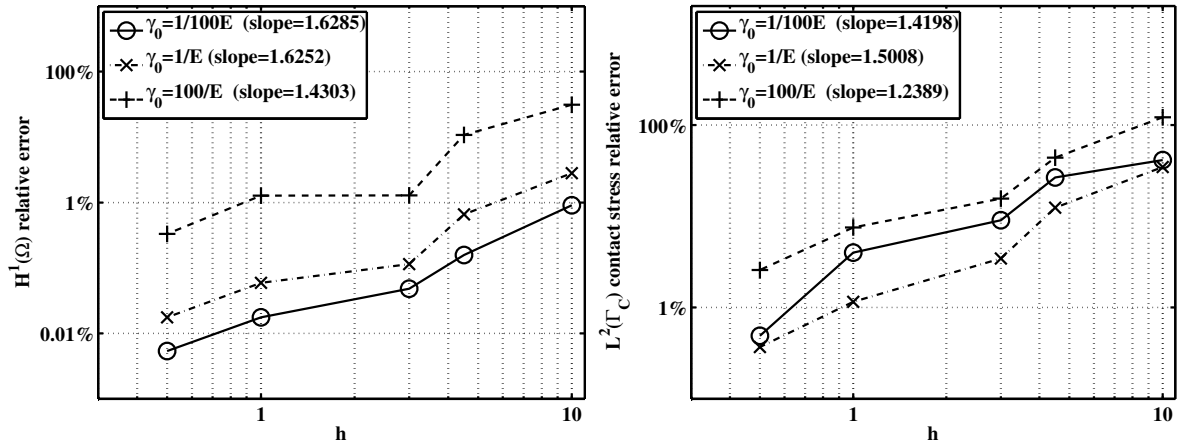 γ0=1/100E (slope=1.6285)
γ0=1/E (slope=1.6252)
γ0=100/E (slope=1.4303)
100%
1%
0.01%
H1(Ω) relative error
1
10
h
γ0=1/100E (slope=1.4198)
γ0=1/E (slope=1.5008)
γ0=100/E (slope=1.2389)
100%
1%
L2(ΓC) contact stress relative error
1
10
h